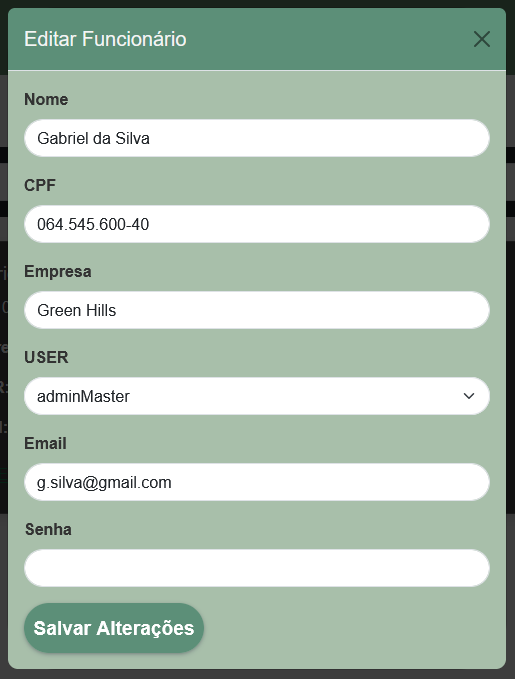 Editar Funcionário
Nome
Gabriel da Silva
CPF
064.545.600-40
Empresa
Green Hills
USER
adminMaster
Email
g.silva@gmail.com
Senha
Salvar Alterações